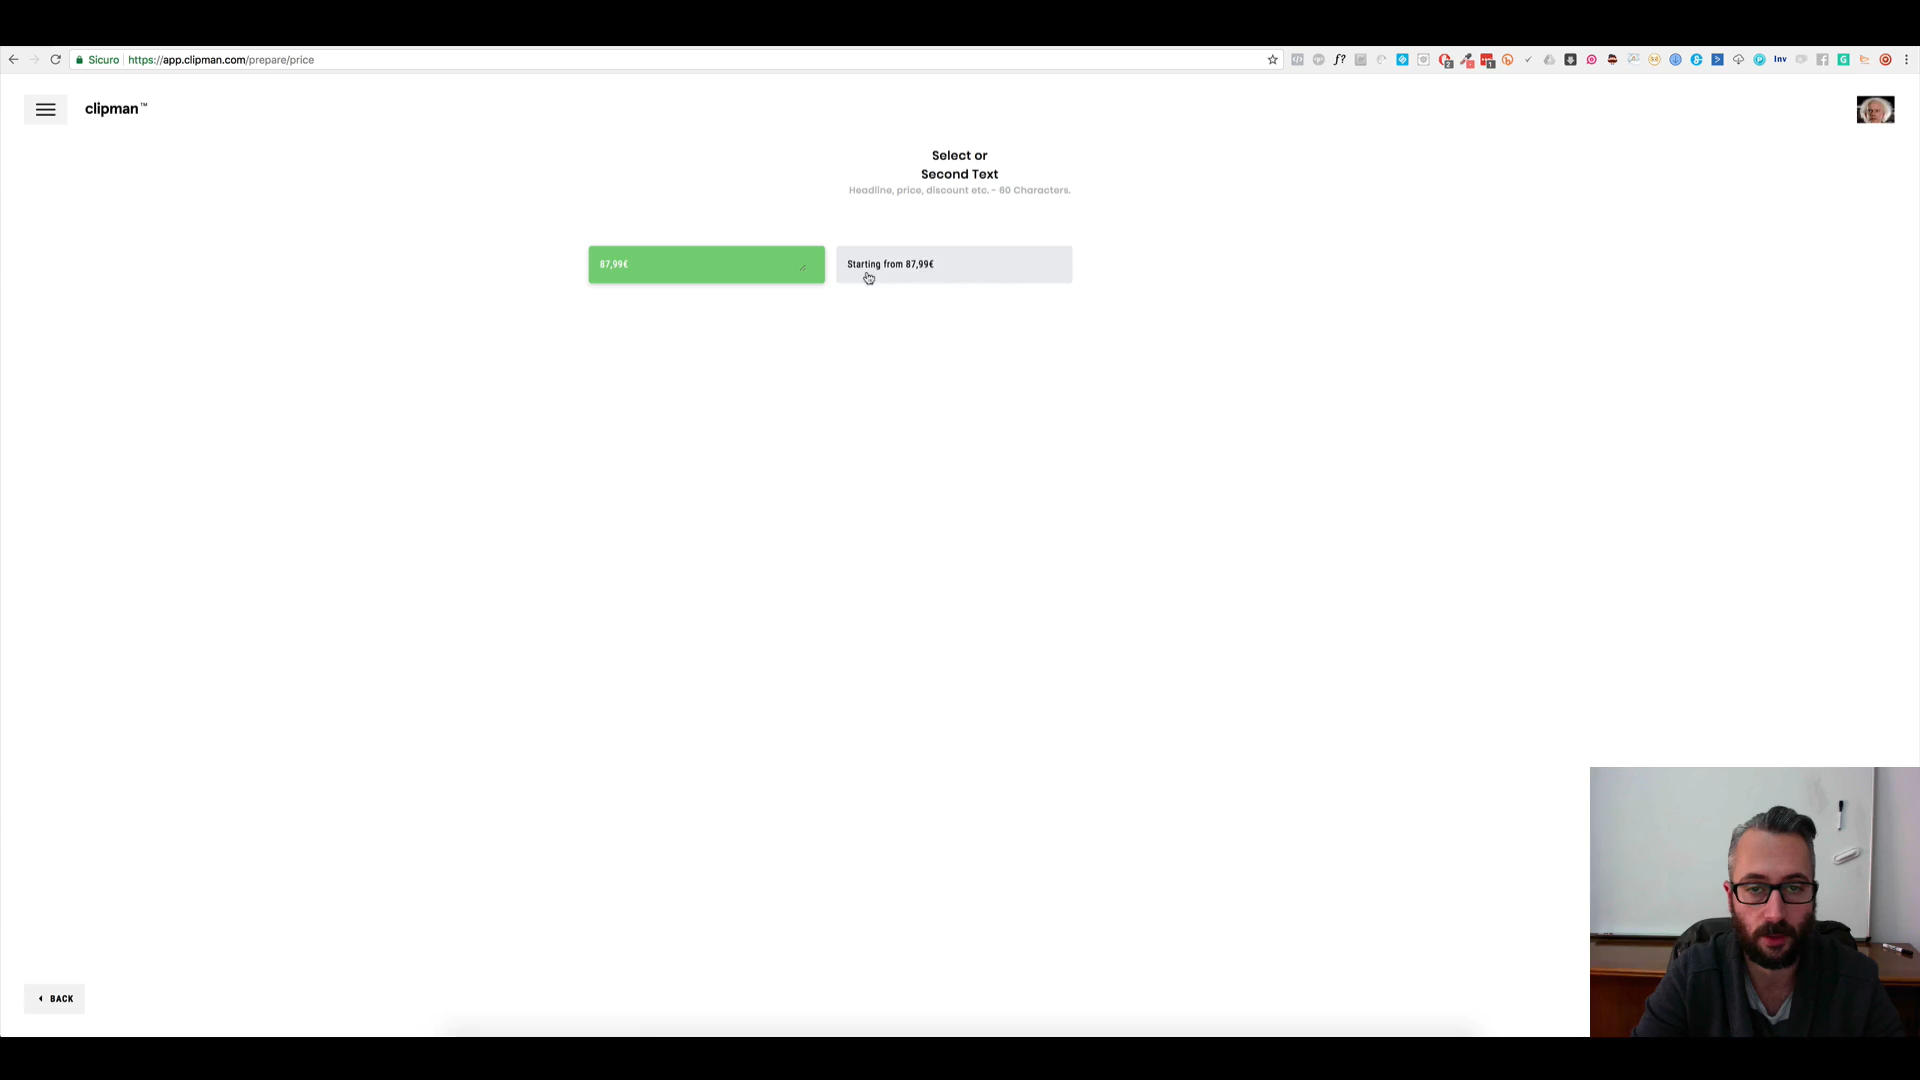 Sicuro https://app.clipman.com/prepare/price
Inv
clipman™
Select or
Second Text
Headline, price, discount etc. - 60 Characters.
87,99€
Starting from 87,99€
BACK